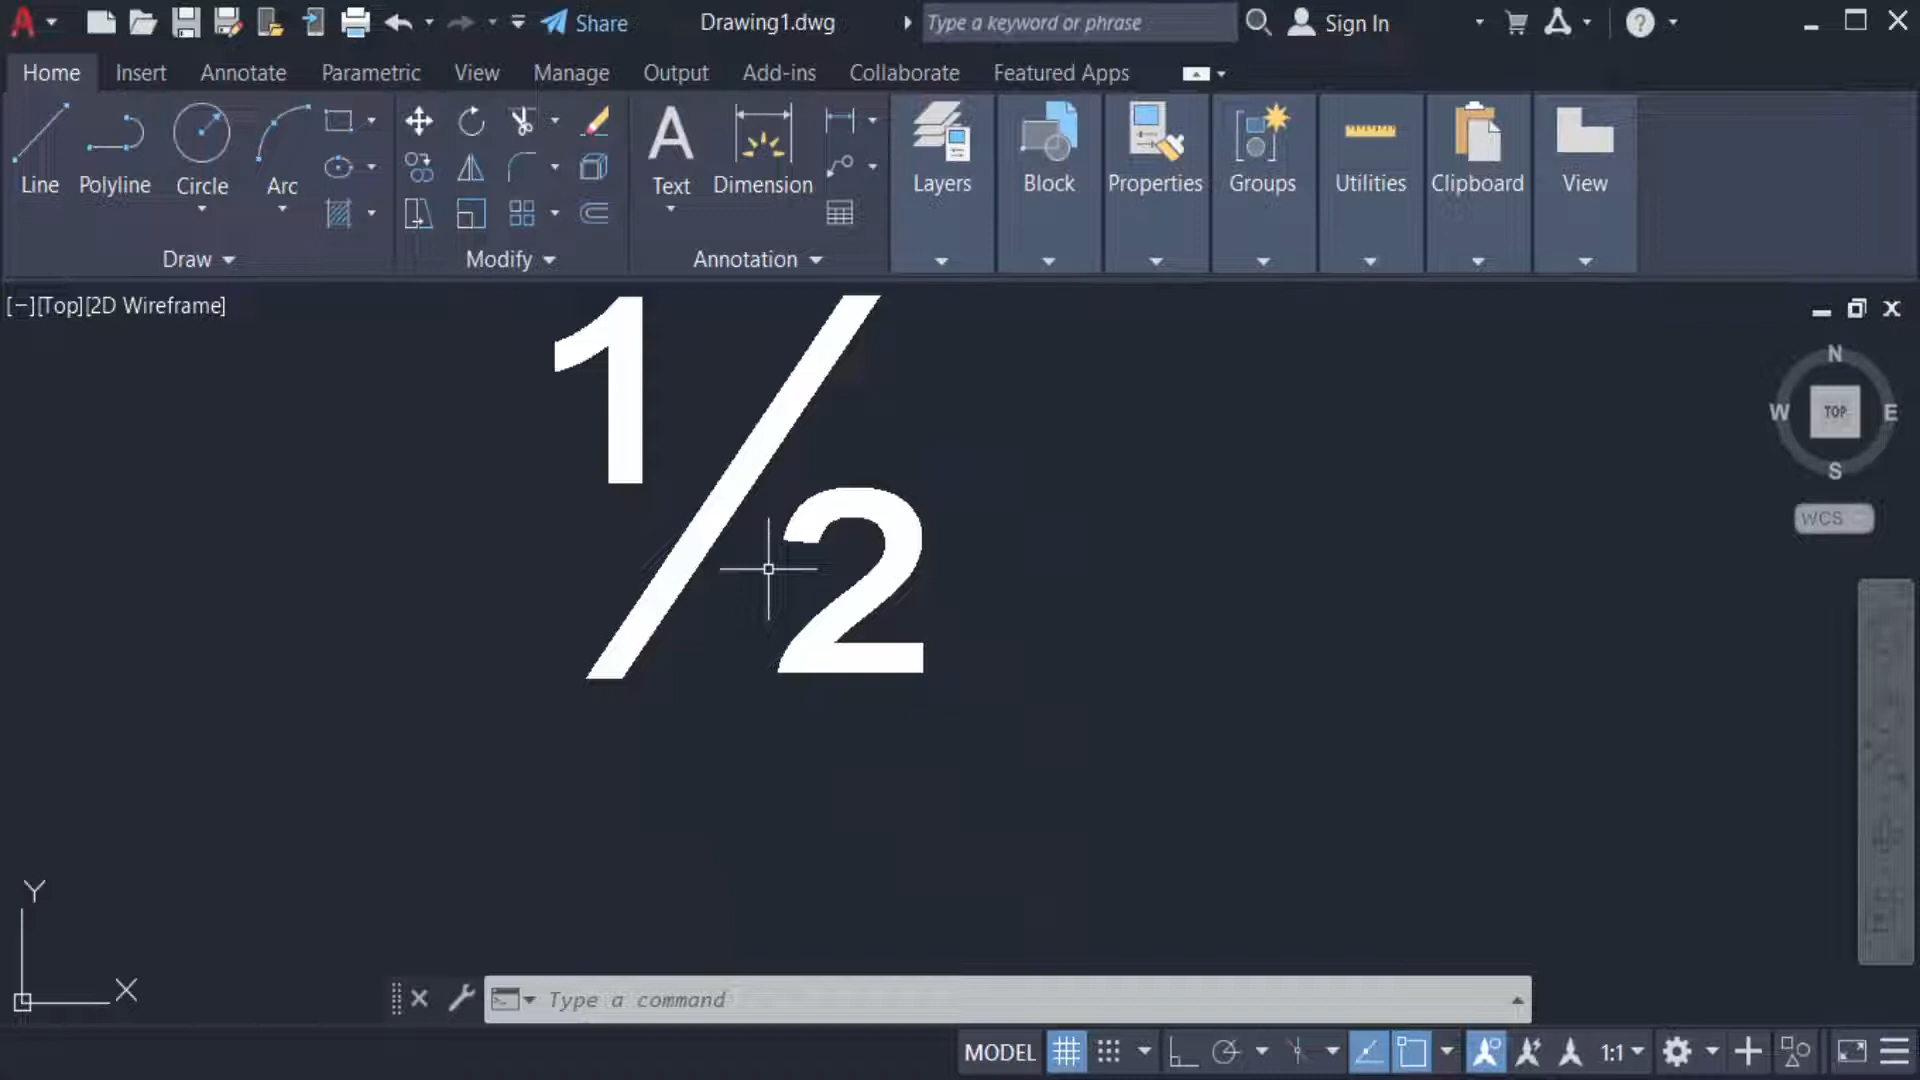 Share Drawing1.dwg Type a keyword or phrase Sign In
Home Insert Annotate Parametric View Manage Output Add-ins Collaborate Featured Apps
Line Polyline Circle Arc Text Dimension Layers Block Properties Groups Utilities Clipboard View
Draw Modify Annotation
[−][Top][2D Wireframe]
1/2
N
W TOP E
S
WCS
Y
X
Type a command
MODEL 1:1